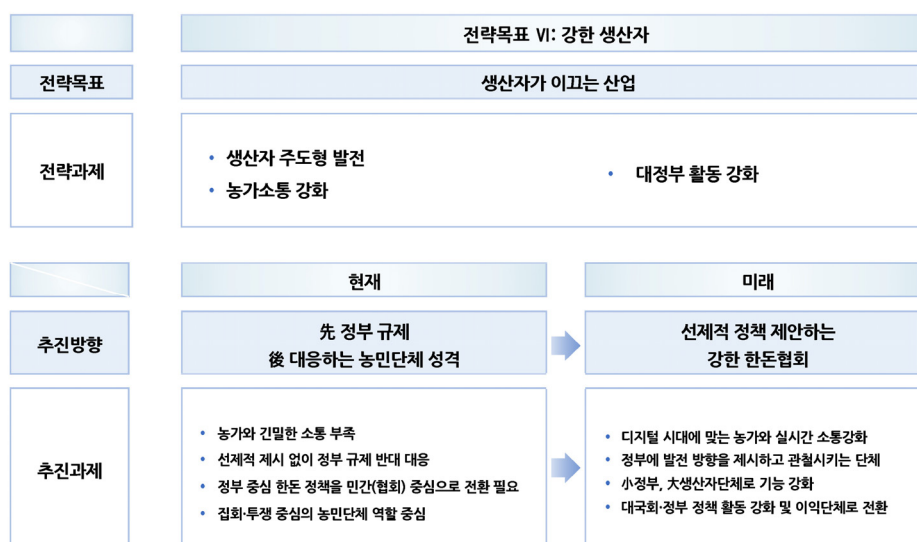 전략목표 Ⅵ: 강한 생산자
전략목표
생산자가 이끄는 산업
전략과제
• 생산자 주도형 발전
• 농가소통 강화
• 대정부 활동 강화
현재
미래
추진방향
先 정부 규제
後 대응하는 농민단체 성격
선제적 정책 제안하는
강한 한돈협회
추진과제
• 농가와 긴밀한 소통 부족
• 선제적 제시 없이 정부 규제 반대 대응
• 정부 중심 한돈 정책을 민간(협회) 중심으로 전환 필요
• 집회·투쟁 중심의 농민단체 역할 중심
• 디지털 시대에 맞는 농가와 실시간 소통강화
• 정부에 발전 방향을 제시하고 관철시키는 단체
• 小정부, 大생산자단체로 기능 강화
• 대국회·정부 정책 활동 강화 및 이익단체로 전환